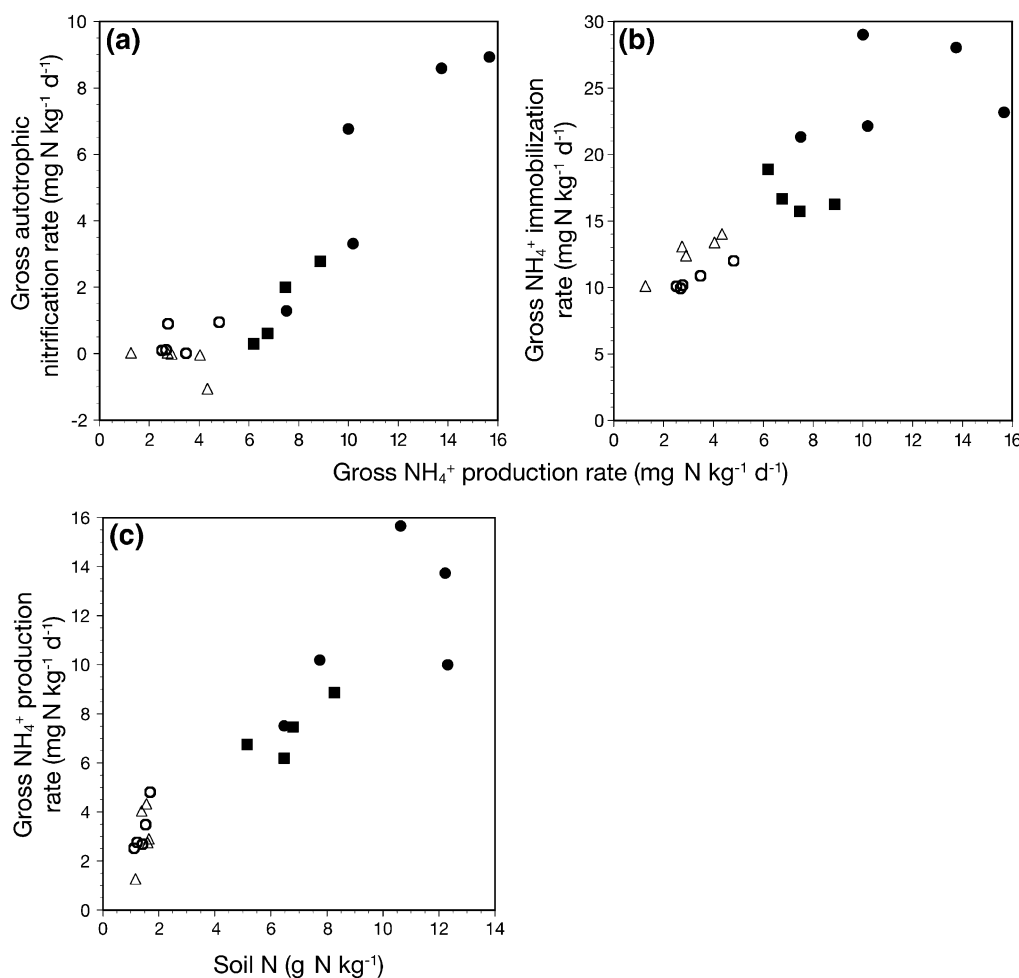 (a)
10
8
6
4
2
0
-2
0 2 4 6 8 10 12 14 16
Gross autotrophic
nitrification rate (mg N kg⁻¹ d⁻¹)
(b)
30
25
20
15
10
5
0
0 2 4 6 8 10 12 14 16
Gross NH₄⁺ immobilization
rate (mg N kg⁻¹ d⁻¹)
Gross NH₄⁺ production rate (mg N kg⁻¹ d⁻¹)
(c)
16
14
12
10
8
6
4
2
0
0 2 4 6 8 10 12 14
Gross NH₄⁺ production
rate (mg N kg⁻¹ d⁻¹)
Soil N (g N kg⁻¹)